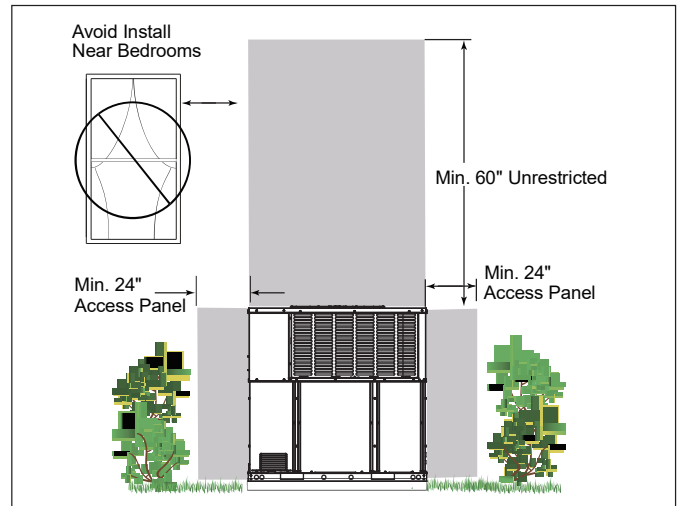 Avoid Install
Near Bedrooms
Min. 60" Unrestricted
Min. 24"
Access Panel
Min. 24"
Access Panel